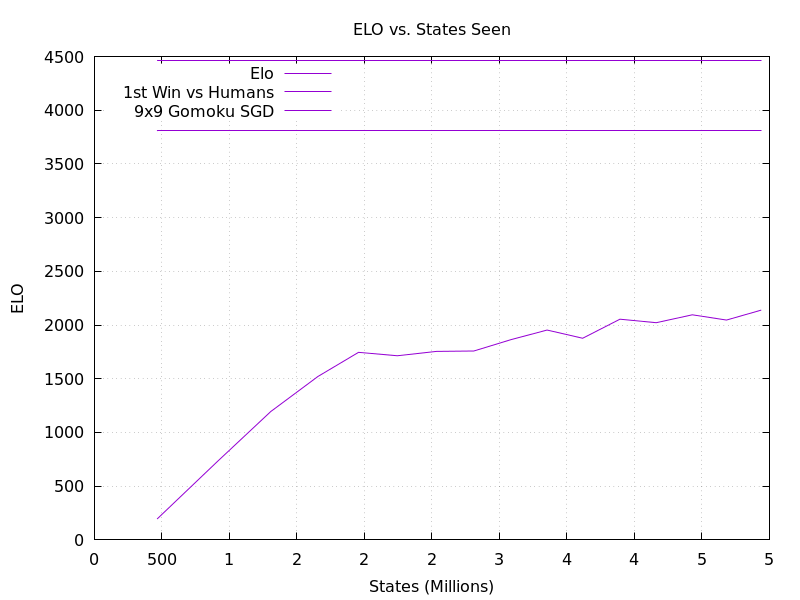 ELO vs. States Seen
4500
4000
3500
3000
2500
2000
1500
1000
500
0
ELO
Elo
1st Win vs Humans
9x9 Gomoku SGD
0 500 1 2 2 2 3 4 4 5 5
States (Millions)